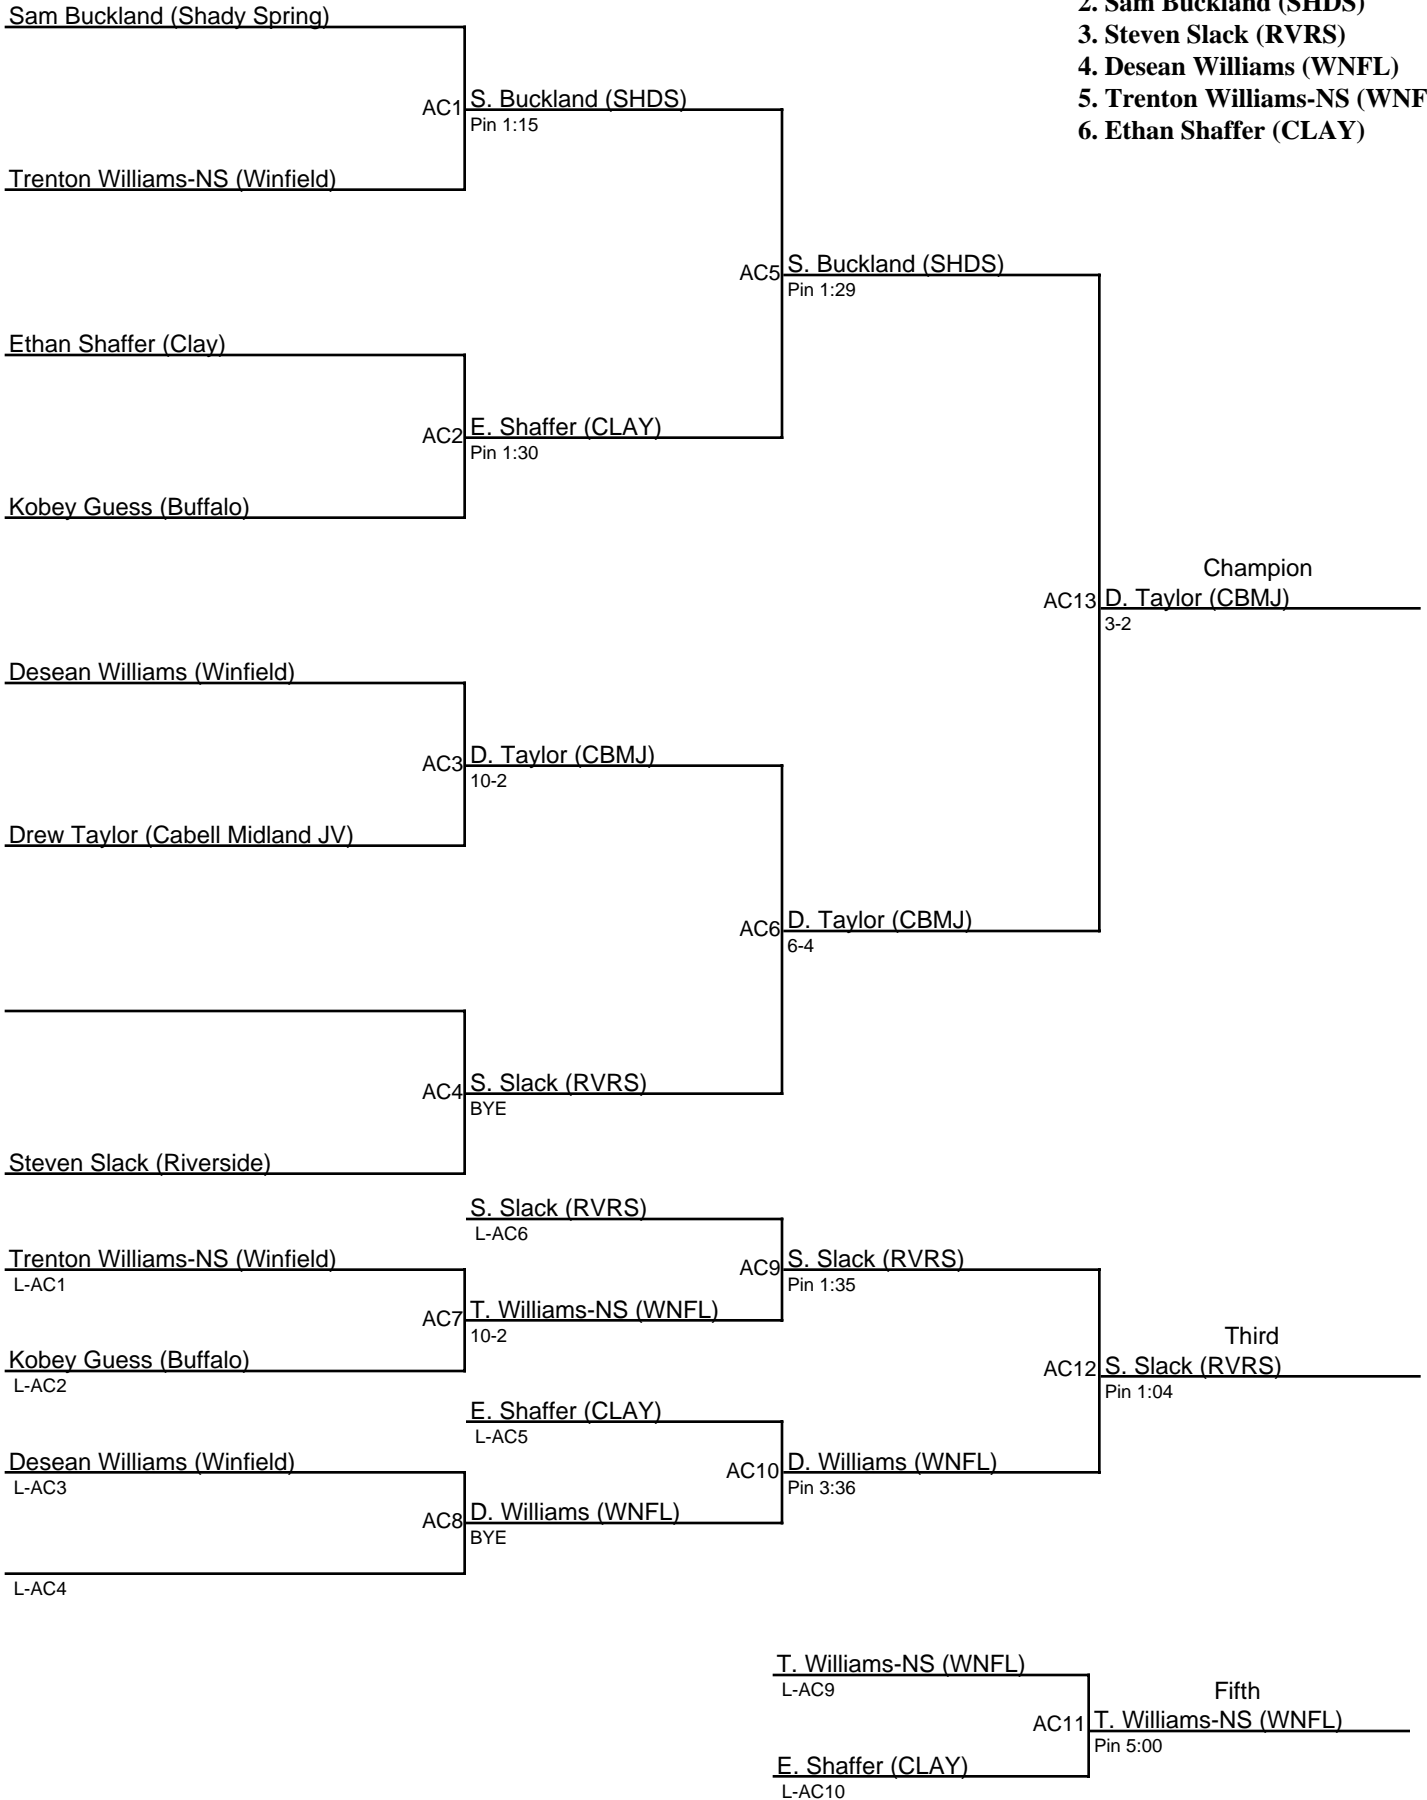 Sam Buckland (Shady Spring)
2. Sam Buckland (SHDS)
3. Steven Slack (RVRS)
4. Desean Williams (WNFL)
5. Trenton Williams-NS (WNF
6. Ethan Shaffer (CLAY)
AC1 S. Buckland (SHDS)
Pin 1:15
Trenton Williams-NS (Winfield)
AC5 S. Buckland (SHDS)
Pin 1:29
Ethan Shaffer (Clay)
AC2 E. Shaffer (CLAY)
Pin 1:30
Kobey Guess (Buffalo)
Champion
AC13 D. Taylor (CBMJ)
3-2
Desean Williams (Winfield)
AC3 D. Taylor (CBMJ)
10-2
Drew Taylor (Cabell Midland JV)
AC6 D. Taylor (CBMJ)
6-4
AC4 S. Slack (RVRS)
BYE
Steven Slack (Riverside)
S. Slack (RVRS)
L-AC6
Trenton Williams-NS (Winfield)
L-AC1
AC9 S. Slack (RVRS)
Pin 1:35
AC7 T. Williams-NS (WNFL)
10-2
Kobey Guess (Buffalo)
L-AC2
Third
AC12 S. Slack (RVRS)
Pin 1:04
E. Shaffer (CLAY)
L-AC5
Desean Williams (Winfield)
L-AC3
AC10 D. Williams (WNFL)
Pin 3:36
AC8 D. Williams (WNFL)
BYE
L-AC4
T. Williams-NS (WNFL)
L-AC9
Fifth
AC11 T. Williams-NS (WNFL)
Pin 5:00
E. Shaffer (CLAY)
L-AC10